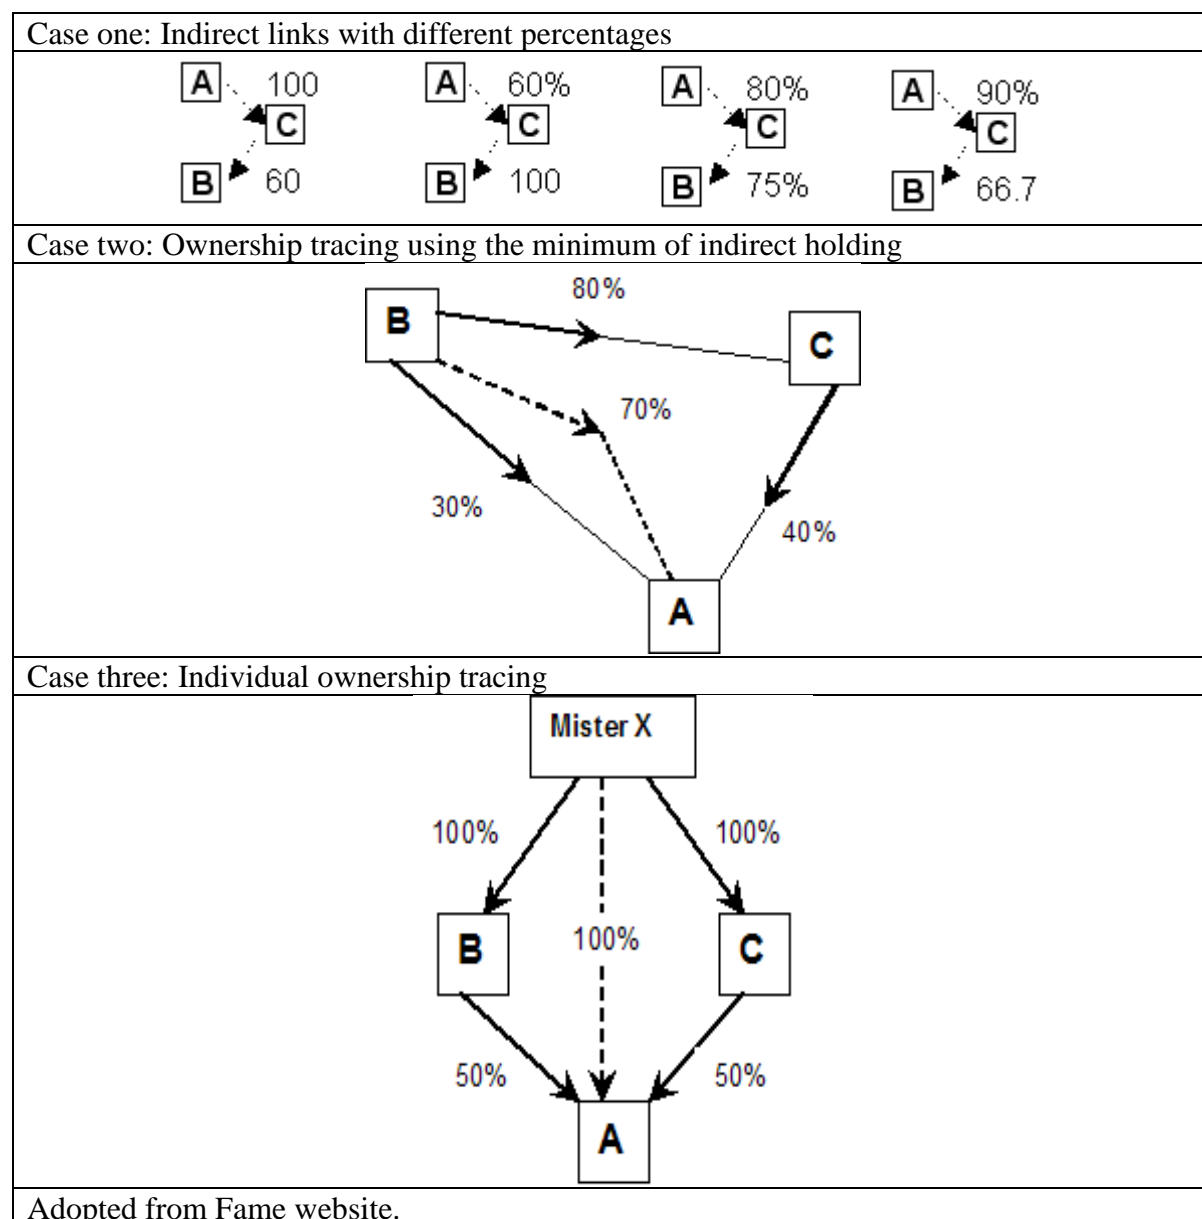 Case one: Indirect links with different percentages
A 100 A 60% A 80% A 90%
C C C C
B 60 B 100 B 75% B 66.7
Case two: Ownership tracing using the minimum of indirect holding
80%
B
C
70%
30%
40%
A
Case three: Individual ownership tracing
Mister X
100% 100%
B 100% C
50% 50%
A
Adopted from Fame website.